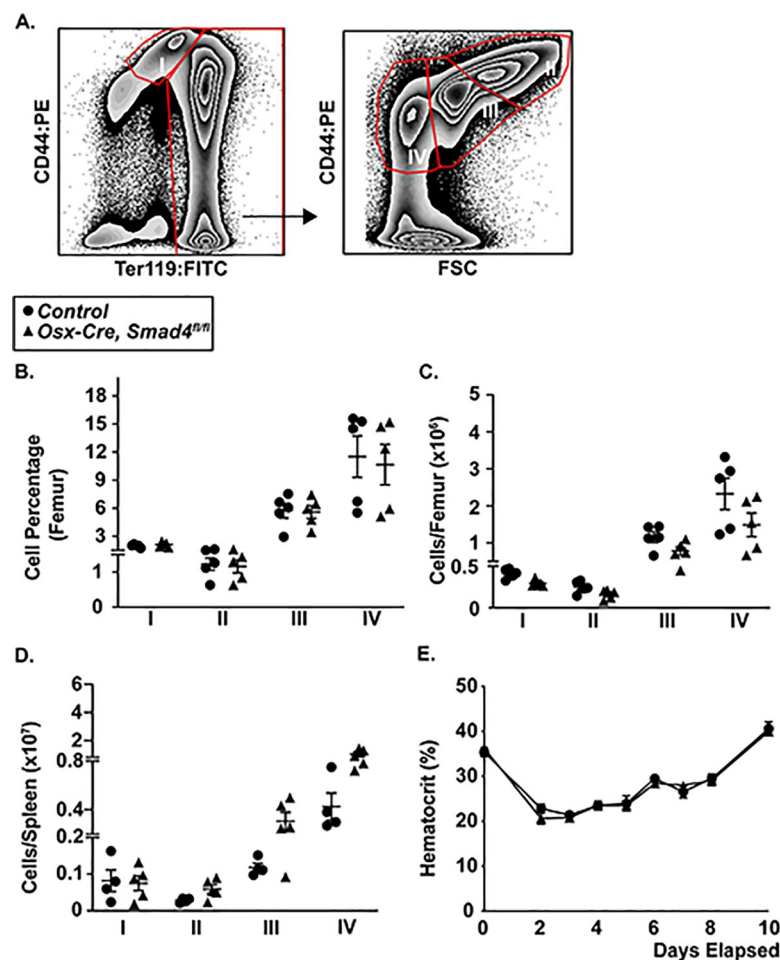 A.
CD44:PE
I
Ter119:FITC
CD44:PE
II
III
IV
FSC
Control
Osx-Cre, Smad4fl/fl
B.
Cell Percentage
(Femur)
18
15
12
9
6
3
1
0
I II III IV
C.
Cells/Femur (x10⁶)
5
4
3
2
1
0.5
0
I II III IV
D.
Cells/Spleen (x10⁷)
6
4
2
0.8
0.4
0.2
0.1
0
I II III IV
E.
Hematocrit (%)
50
40
30
20
10
0
0 2 4 6 8 10
Days Elapsed